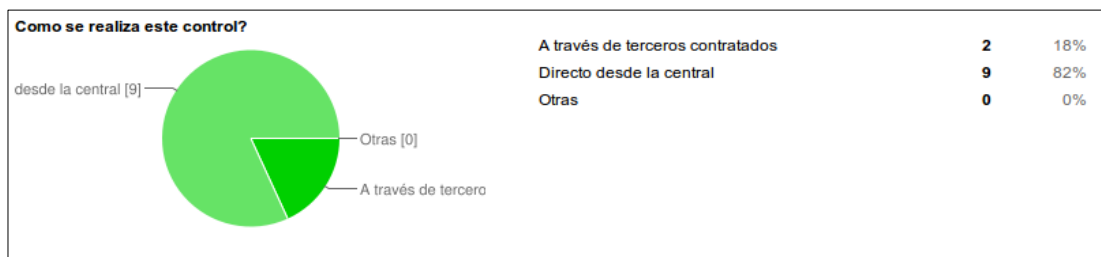 Como se realiza este control?
desde la central [9]
Otras [0]
A través de tercero
A través de terceros contratados 2 18%
Directo desde la central 9 82%
Otras 0 0%